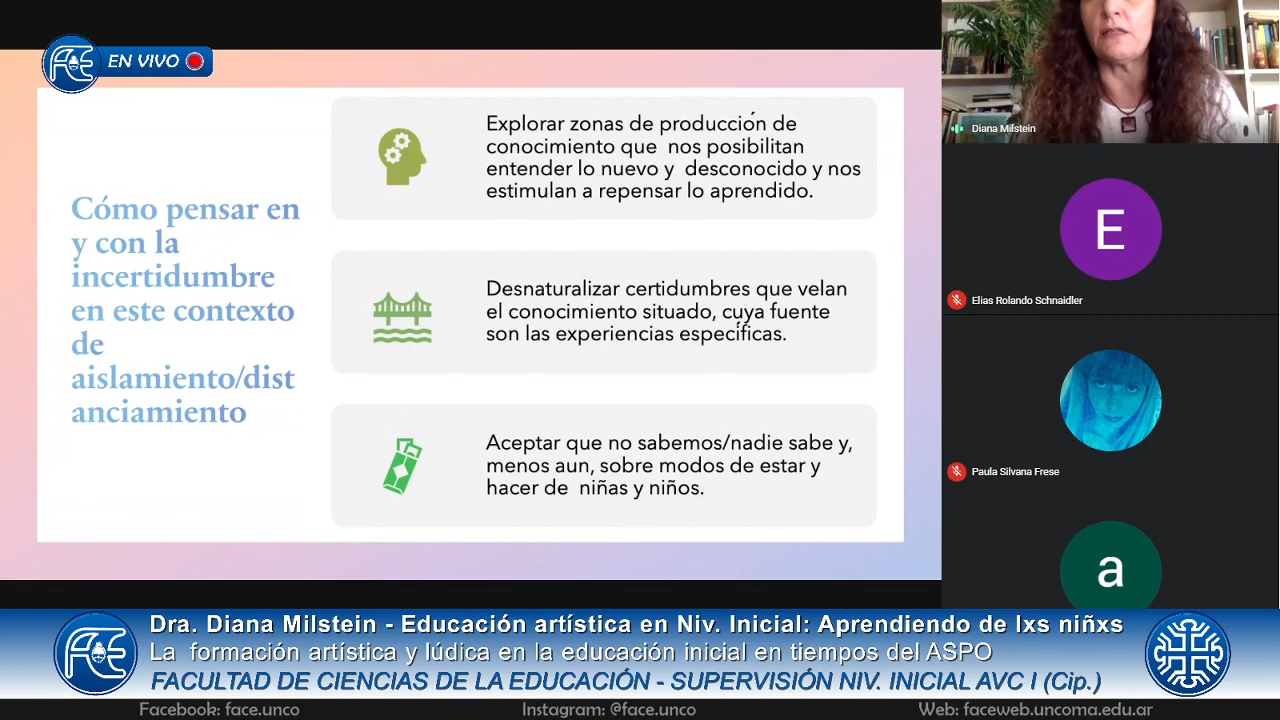 EN VIVO
Cómo pensar en
y con la
incertidumbre
en este contexto
de
aislamiento/dist
anciamiento
Explorar zonas de producción de
conocimiento que nos posibilitan
entender lo nuevo y desconocido y nos
estimulan a repensar lo aprendido.
Desnaturalizar certidumbres que velan
el conocimiento situado, cuya fuente
son las experiencias específicas.
Aceptar que no sabemos/nadie sabe y,
menos aun, sobre modos de estar y
hacer de niñas y niños.
Diana Milstein
E
Elias Rolando Schnaidler
Paula Silvana Frese
a
Dra. Diana Milstein - Educación artística en Niv. Inicial: Aprendiendo de lxs niñxs
La formación artística y lúdica en la educación inicial en tiempos del ASPO
FACULTAD DE CIENCIAS DE LA EDUCACIÓN - SUPERVISIÓN NIV. INICIAL AVC I (Cip.)
Facebook: face.unco
Instagram: @face.unco
Web: faceweb.uncoma.edu.ar